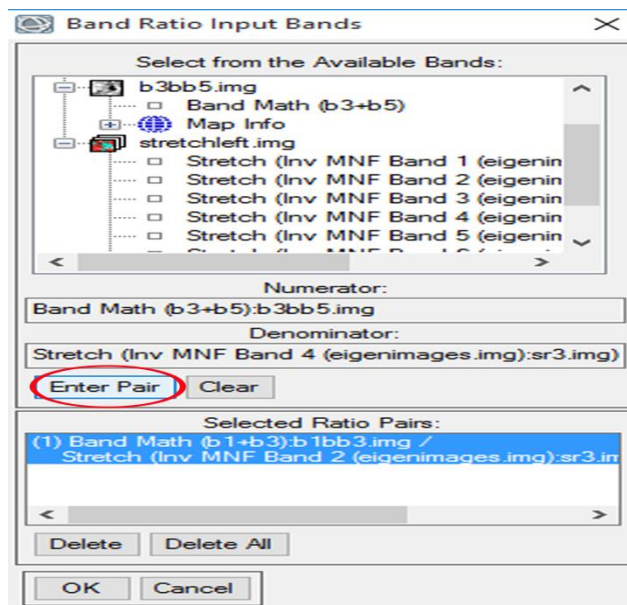 Band Ratio Input Bands
Select from the Available Bands:
b3bb5.img
Band Math (b3+b5)
Map Info
stretchleft.img
Stretch (Inv MNF Band 1 (eigenin
Stretch (Inv MNF Band 2 (eigenin
Stretch (Inv MNF Band 3 (eigenin
Stretch (Inv MNF Band 4 (eigenin
Stretch (Inv MNF Band 5 (eigenin
Numerator:
Band Math (b3+b5):b3bb5.img
Denominator:
Stretch (Inv MNF Band 4 (eigenimages.img):sr3.img)
Enter Pair Clear
Selected Ratio Pairs:
(1) Band Math (b1+b3):b1bb3.img /
Stretch (Inv MNF Band 2 (eigenimages.img):sr3.im
Delete Delete All
OK Cancel